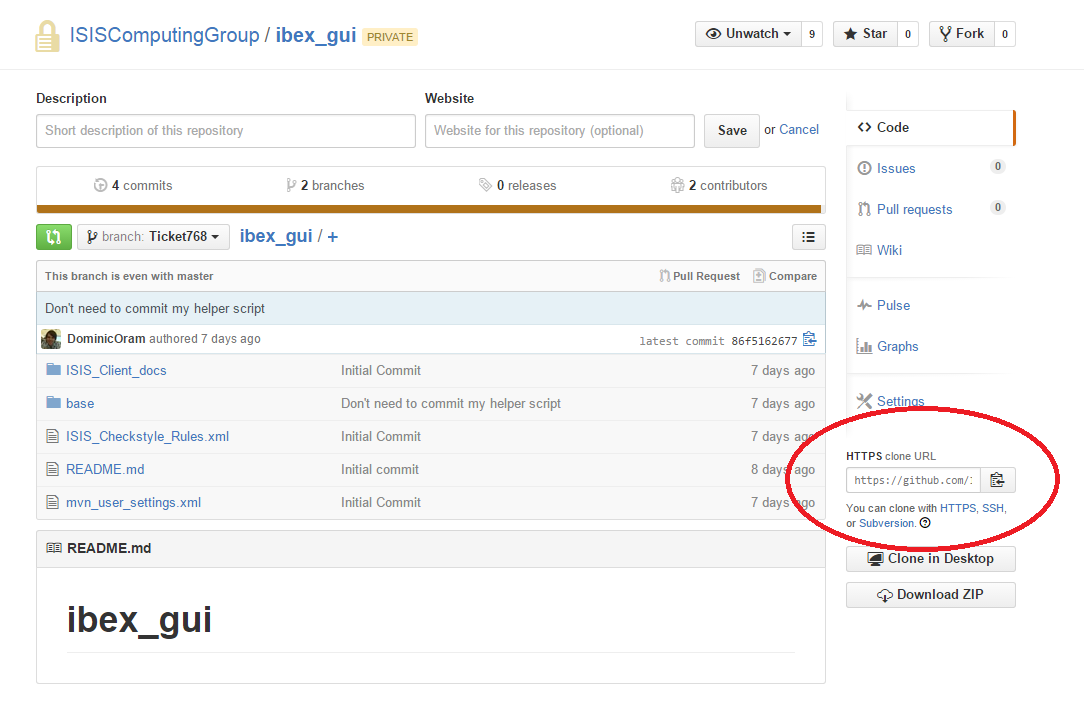 ISISComputingGroup / ibex_gui PRIVATE
Unwatch 9 Star 0 Fork 0
Description Website
Short description of this repository Website for this repository (optional) Save or Cancel
4 commits 2 branches 0 releases 2 contributors
branch: Ticket768 ibex_gui / +
This branch is even with master Pull Request Compare
Don't need to commit my helper script
DominicOram authored 7 days ago latest commit 86f5162677
ISIS_Client_docs Initial Commit 7 days ago
base Don't need to commit my helper script 7 days ago
ISIS_Checkstyle_Rules.xml Initial Commit 7 days ago
README.md Initial commit 8 days ago
mvn_user_settings.xml Initial Commit 7 days ago
README.md
ibex_gui
Code
Issues 0
Pull requests 0
Wiki
Pulse
Graphs
Settings
HTTPS clone URL
https://github.com/
You can clone with HTTPS, SSH,
or Subversion.
Clone in Desktop
Download ZIP